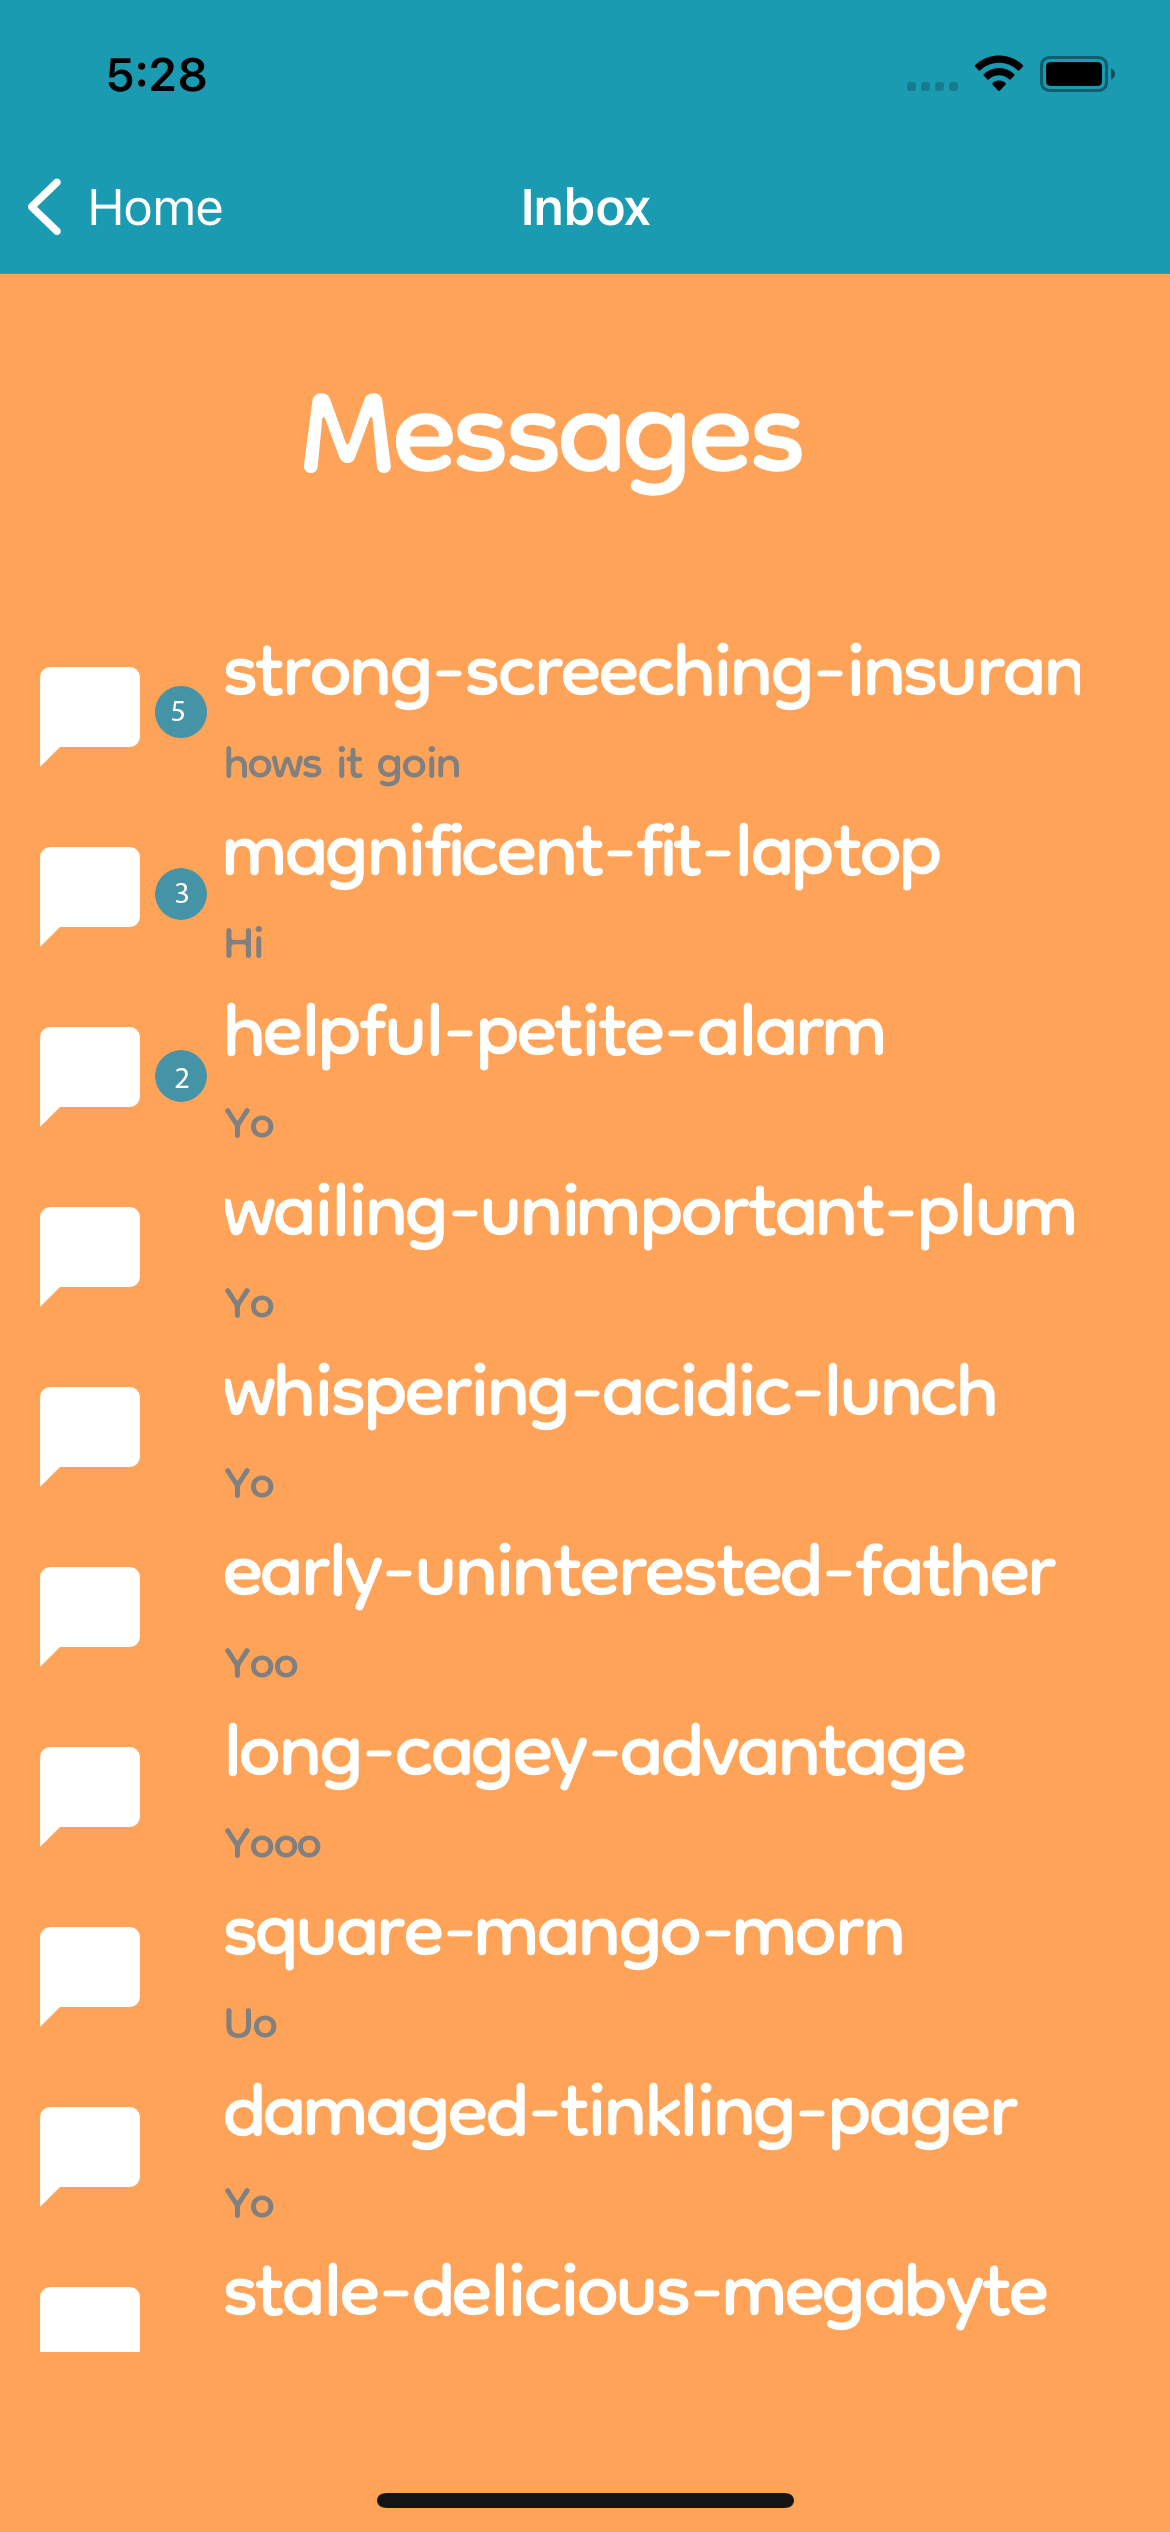 5:28
Home
Inbox
Messages
strong-screeching-insuran
5
hows it goin
magnificent-fit-laptop
3
Hi
helpful-petite-alarm
2
Yo
wailing-unimportant-plum
Yo
whispering-acidic-lunch
Yo
early-uninterested-father
Yoo
long-cagey-advantage
Yooo
square-mango-morn
Uo
damaged-tinkling-pager
Yo
stale-delicious-megabyte